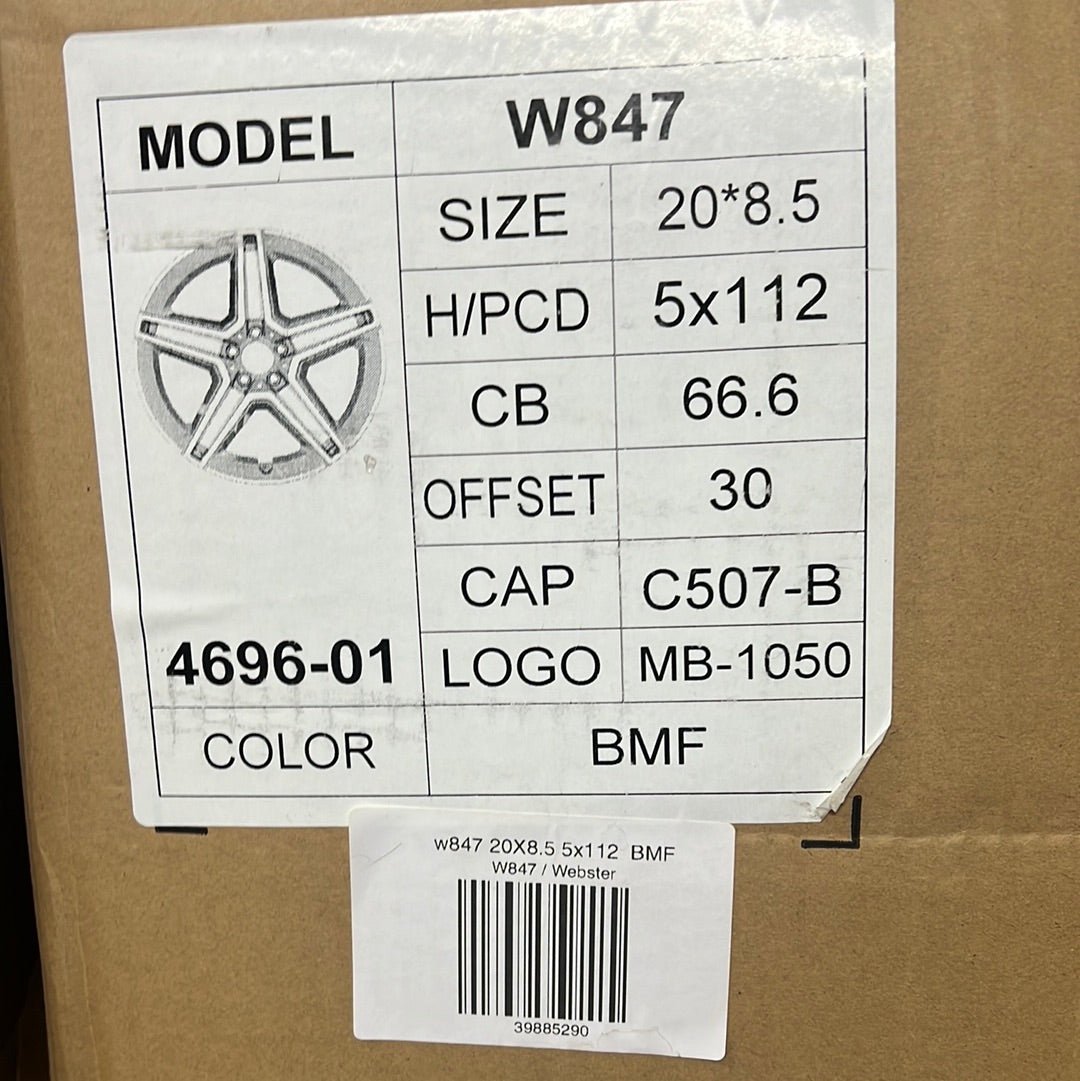 MODEL W847
SIZE 20*8.5
H/PCD 5x112
CB 66.6
OFFSET 30
CAP C507-B
4696-01 LOGO MB-1050
COLOR BMF
w847 20X8.5 5x112 BMF
W847 / Webster
39885290